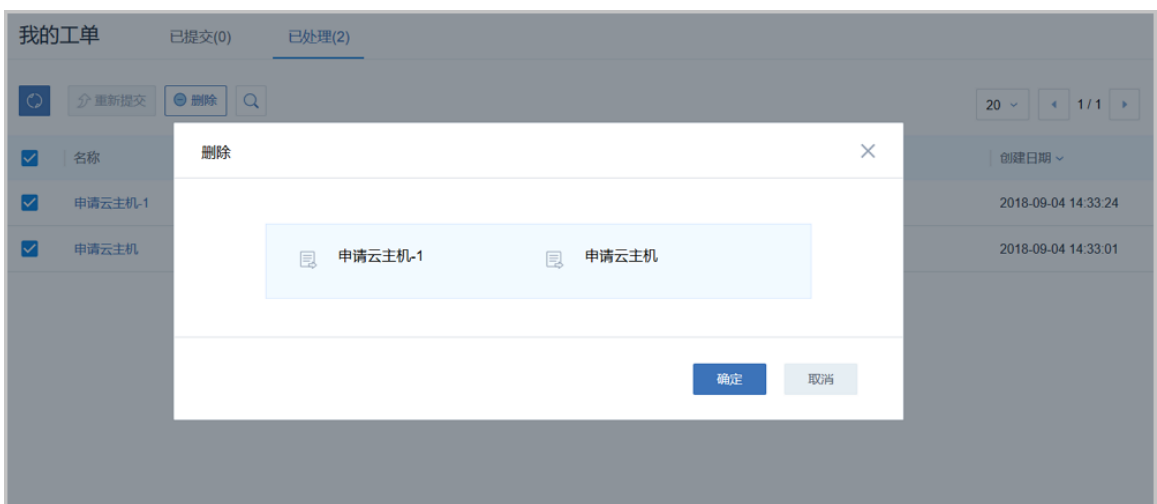 我的工单 已提交(0) 已处理(2)
重新提交 删除 20 1 / 1
名称 创建日期
删除
申请云主机-1 2018-09-04 14:33:24
申请云主机 2018-09-04 14:33:01
申请云主机-1 申请云主机
确定 取消